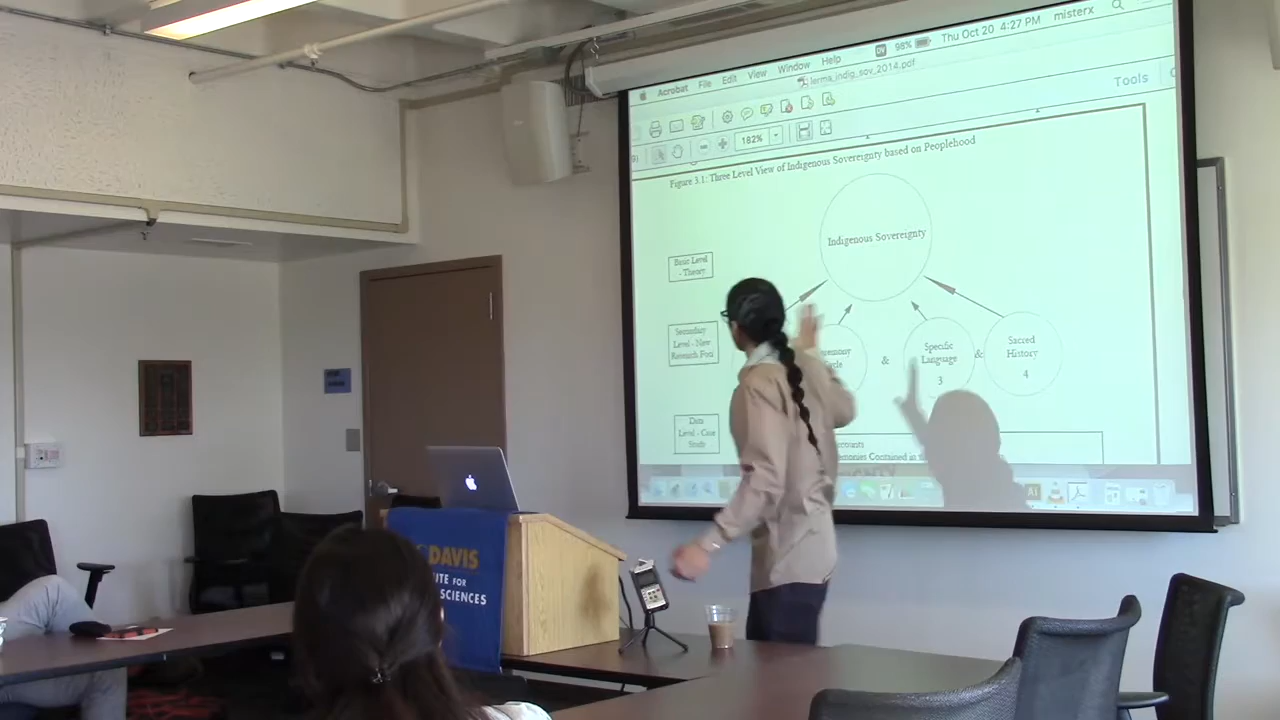 Acrobat File Edit View Window Help
98% Thu Oct 20 4:27 PM misterx
lerma_indig_sov_2014.pdf
Tools
182%
Figure 3.1: Three Level View of Indigenous Sovereignty based on Peoplehood
Indigenous Sovereignty
Basic Level
- Theory
Secondary
Level - New
Research Foci
&
Specific
Language
3
&
Sacred
History
4
Data
Level - Case
Study
DAVIS
FOR
SCIENCES